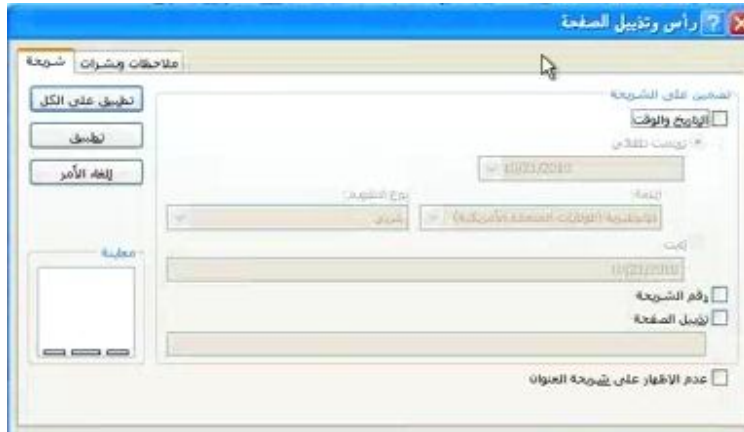 رأس وتذييل الصفحة
شريحة
ملاحظات ونشرات
تضمين على الشريحة
التاريخ والوقت
توقيت تلقائي
10/21/2010
اللغة:
نوع التقويم:
الإنجليزية (الولايات المتحدة الأمريكية)
غربي
ثابت
10/21/2010
رقم الشريحة
تذييل الصفحة
عدم الاظهار على شريحة العنوان
تطبيق على الكل
تطبيق
إلغاء الأمر
معاينة